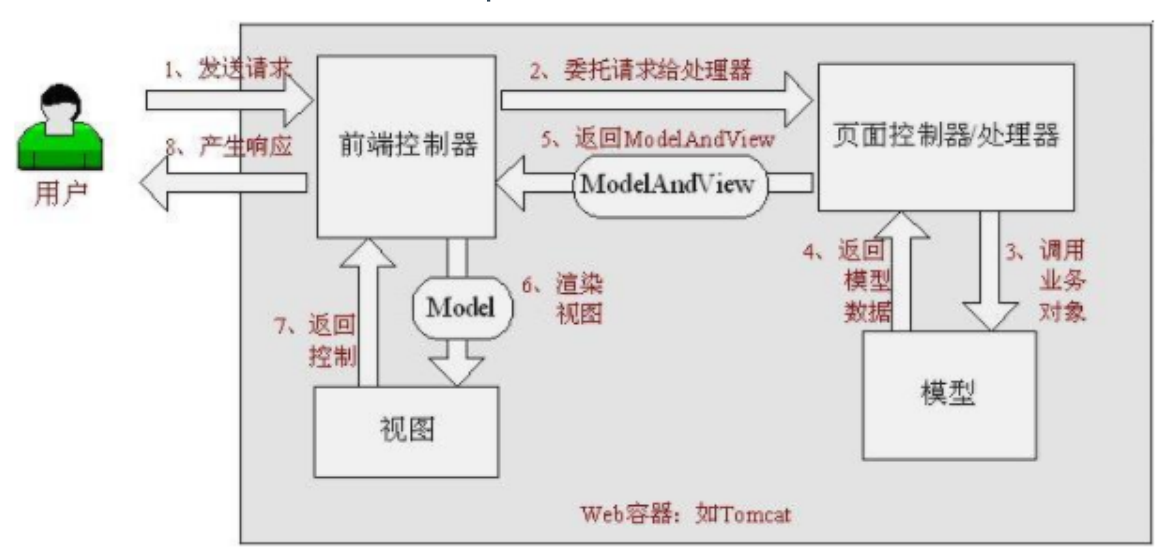 1、发送请求
2、委托请求给处理器
8、产生响应
前端控制器
5、返回ModelAndView
ModelAndView
页面控制器/处理器
用户
4、返回
模型
数据
3、调用
业务
对象
6、渲染
视图
Model
7、返回
控制
视图
模型
Web容器：如Tomcat